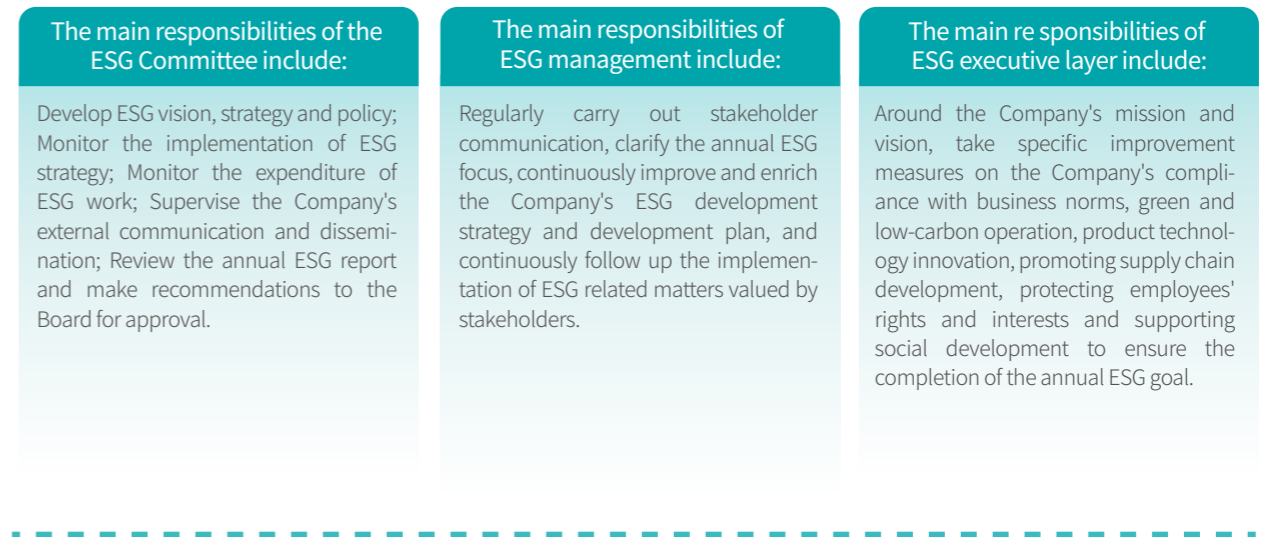 The main responsibilities of the
ESG Committee include:
Develop ESG vision, strategy and policy;
Monitor the implementation of ESG
strategy; Monitor the expenditure of
ESG work; Supervise the Company's
external communication and dissemi-
nation; Review the annual ESG report
and make recommendations to the
Board for approval.
The main responsibilities of
ESG management include:
Regularly carry out stakeholder
communication, clarify the annual ESG
focus, continuously improve and enrich
the Company's ESG development
strategy and development plan, and
continuously follow up the implemen-
tation of ESG related matters valued by
stakeholders.
The main re sponsibilities of
ESG executive layer include:
Around the Company's mission and
vision, take specific improvement
measures on the Company's compli-
ance with business norms, green and
low-carbon operation, product technol-
ogy innovation, promoting supply chain
development, protecting employees'
rights and interests and supporting
social development to ensure the
completion of the annual ESG goal.